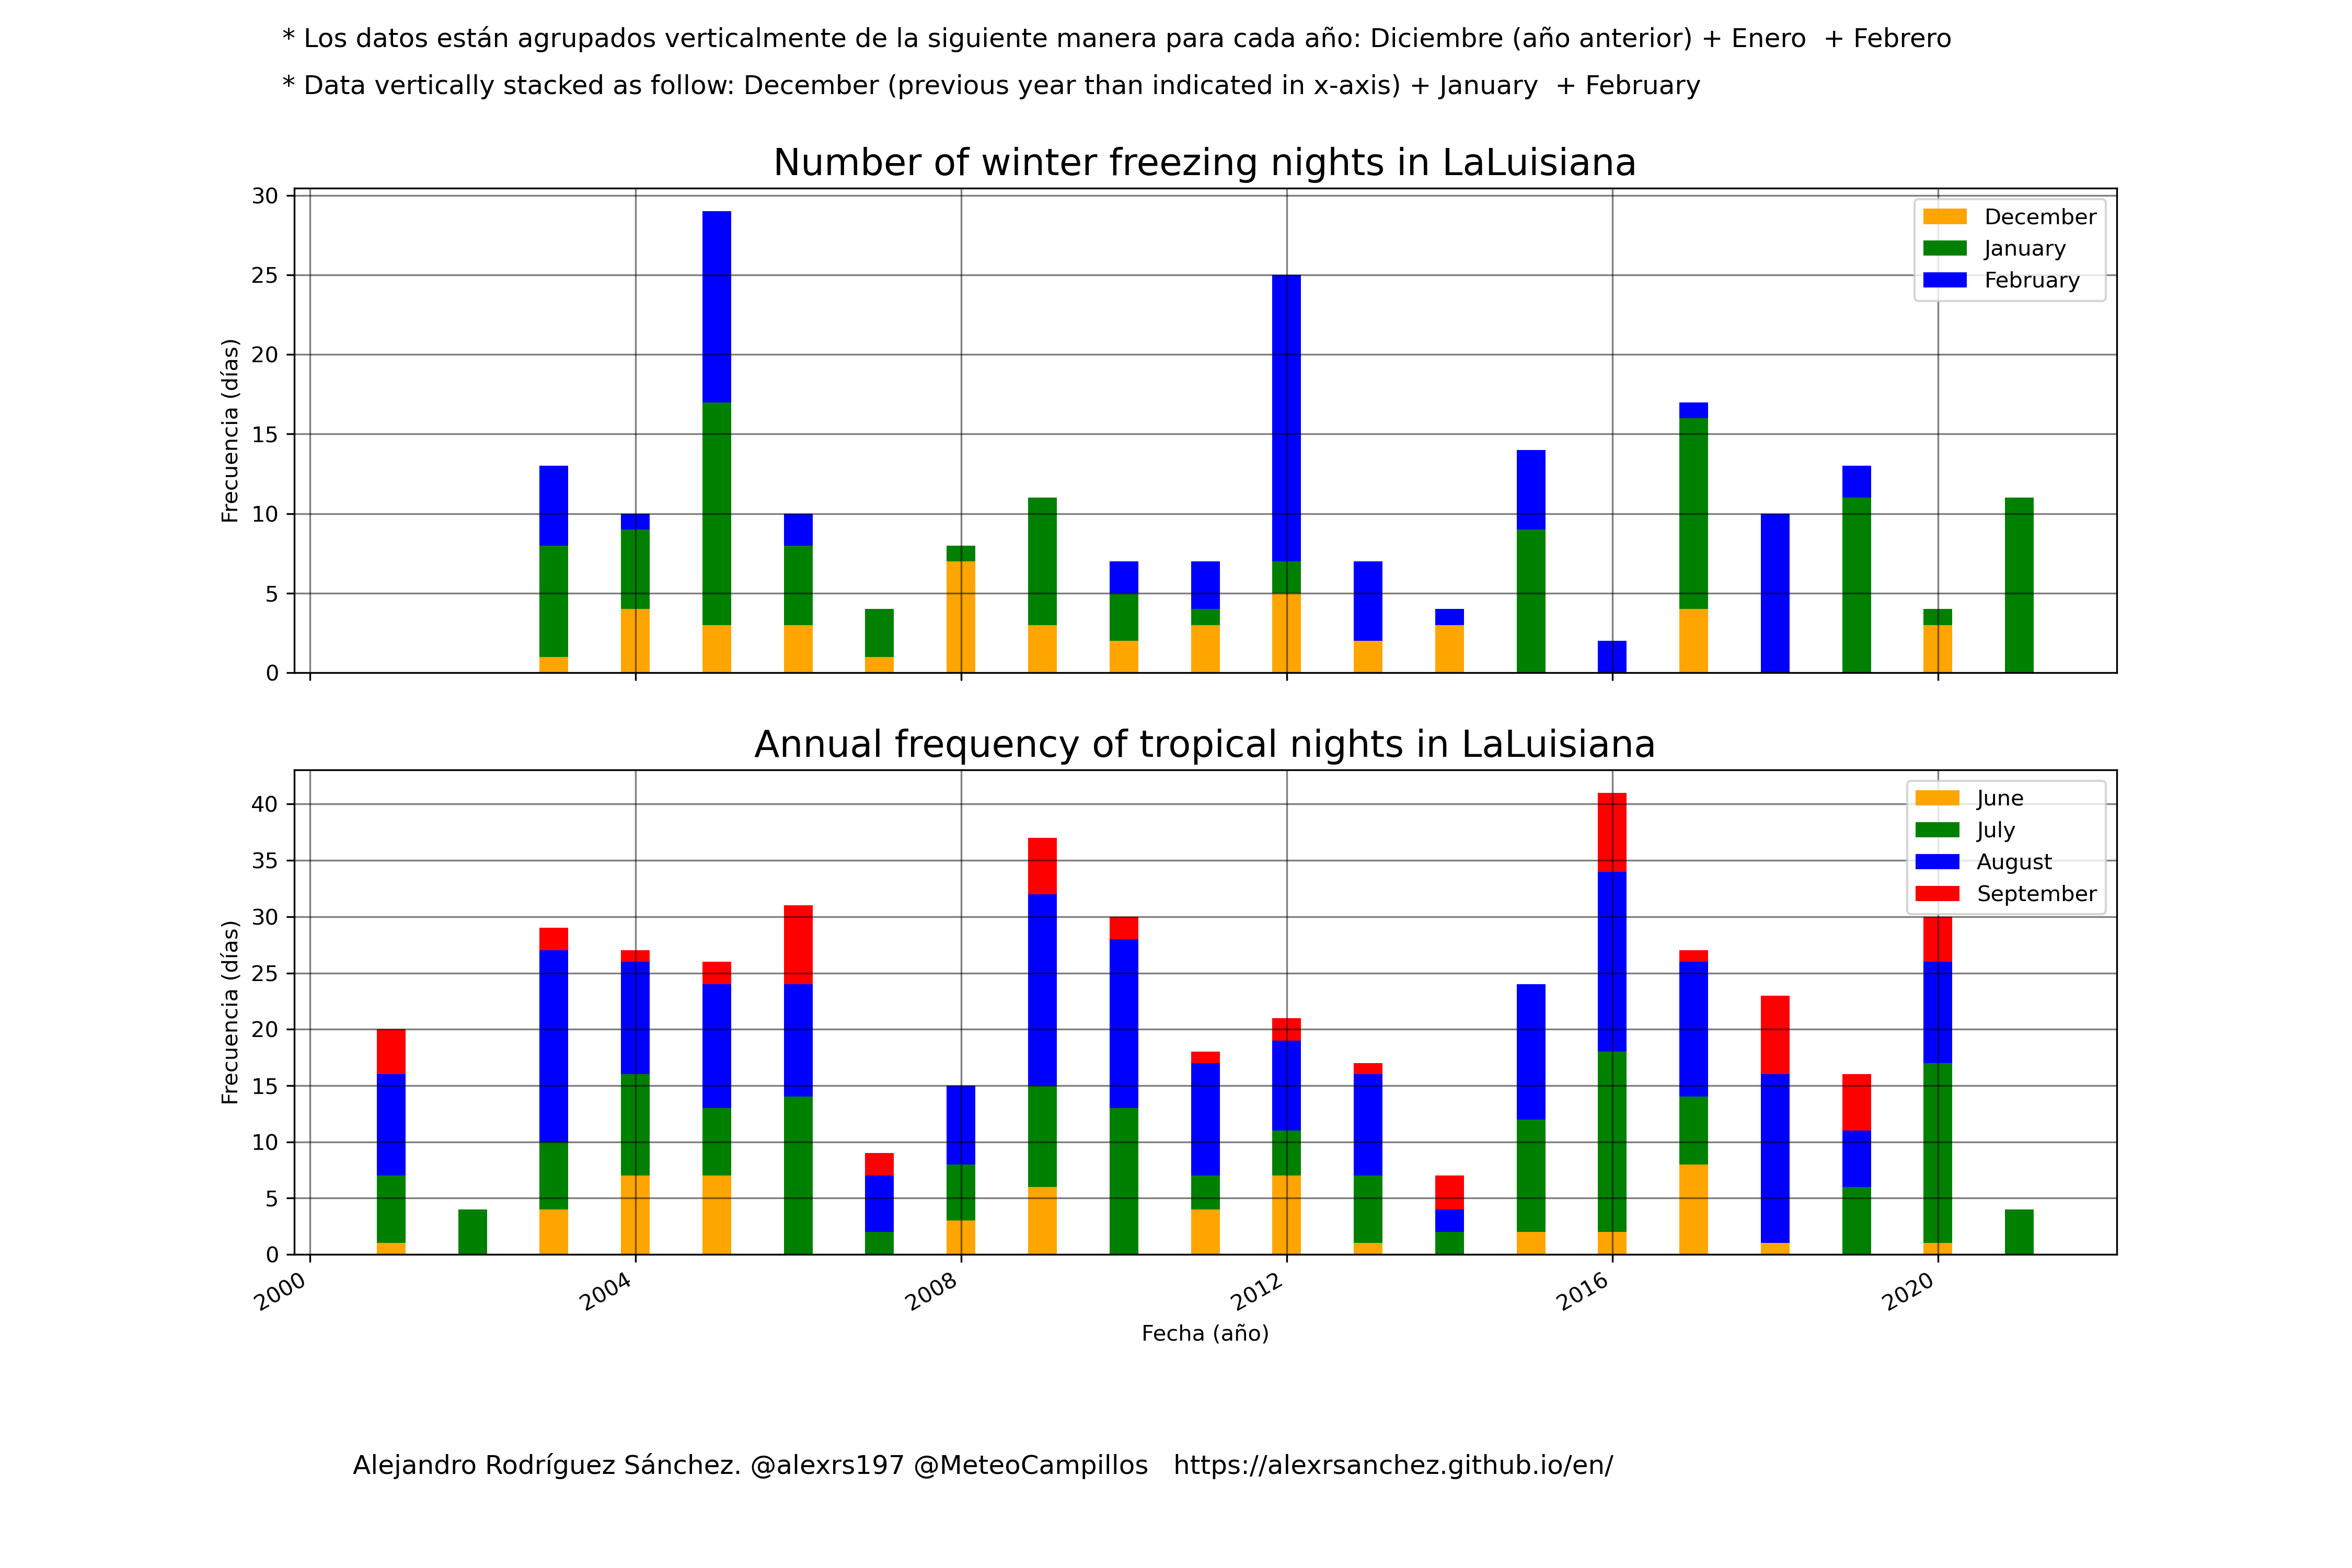 * Los datos están agrupados verticalmente de la siguiente manera para cada año: Diciembre (año anterior) + Enero  + Febrero
* Data vertically stacked as follow: December (previous year than indicated in x-axis) + January  + February
Number of winter freezing nights in LaLuisiana
30
25
20
15
10
5
0
Frecuencia (días)
December
January
February
Annual frequency of tropical nights in LaLuisiana
40
35
30
25
20
15
10
5
0
Frecuencia (días)
June
July
August
September
2000
2004
2008
2012
2016
2020
Fecha (año)
Alejandro Rodríguez Sánchez. @alexrs197 @MeteoCampillos   https://alexrsanchez.github.io/en/